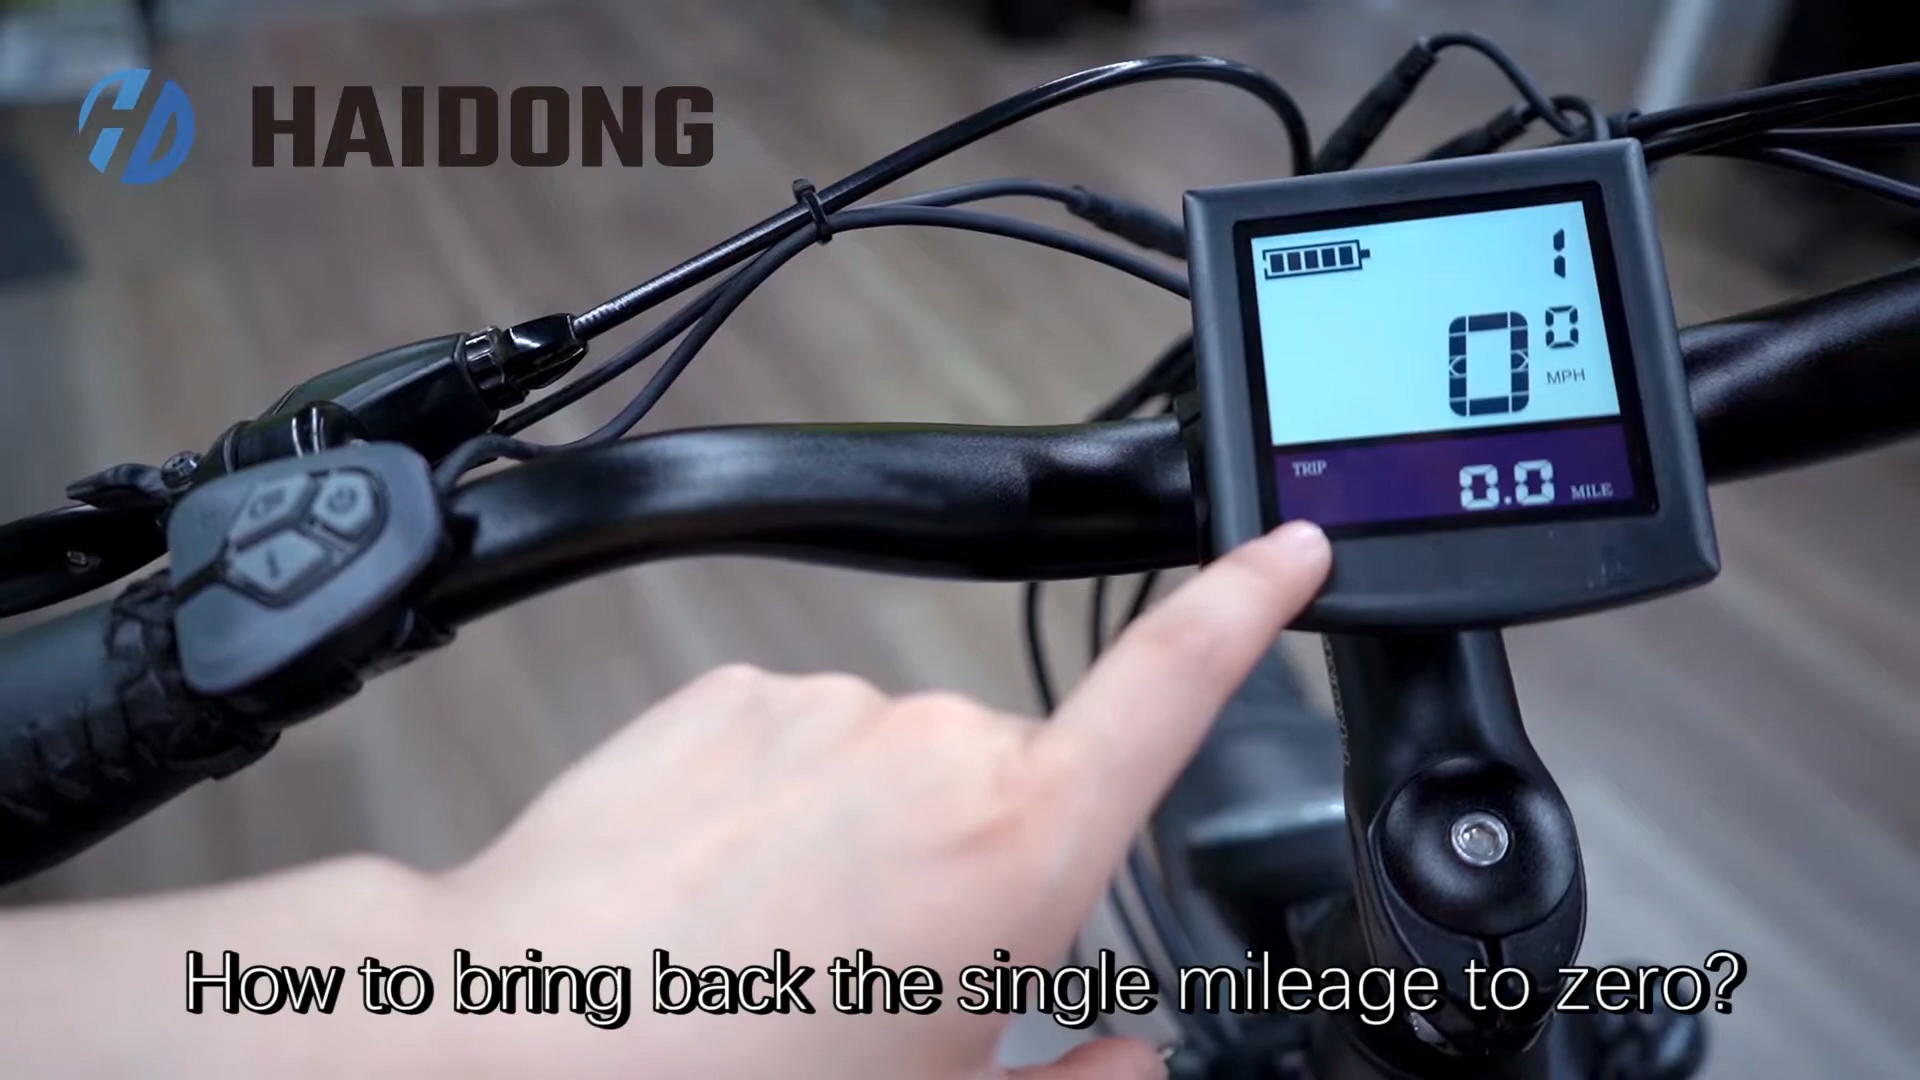 HAIDONG
1
0 0
MPH
TRIP
0.0 MILE
How to bring back the single mileage to zero?